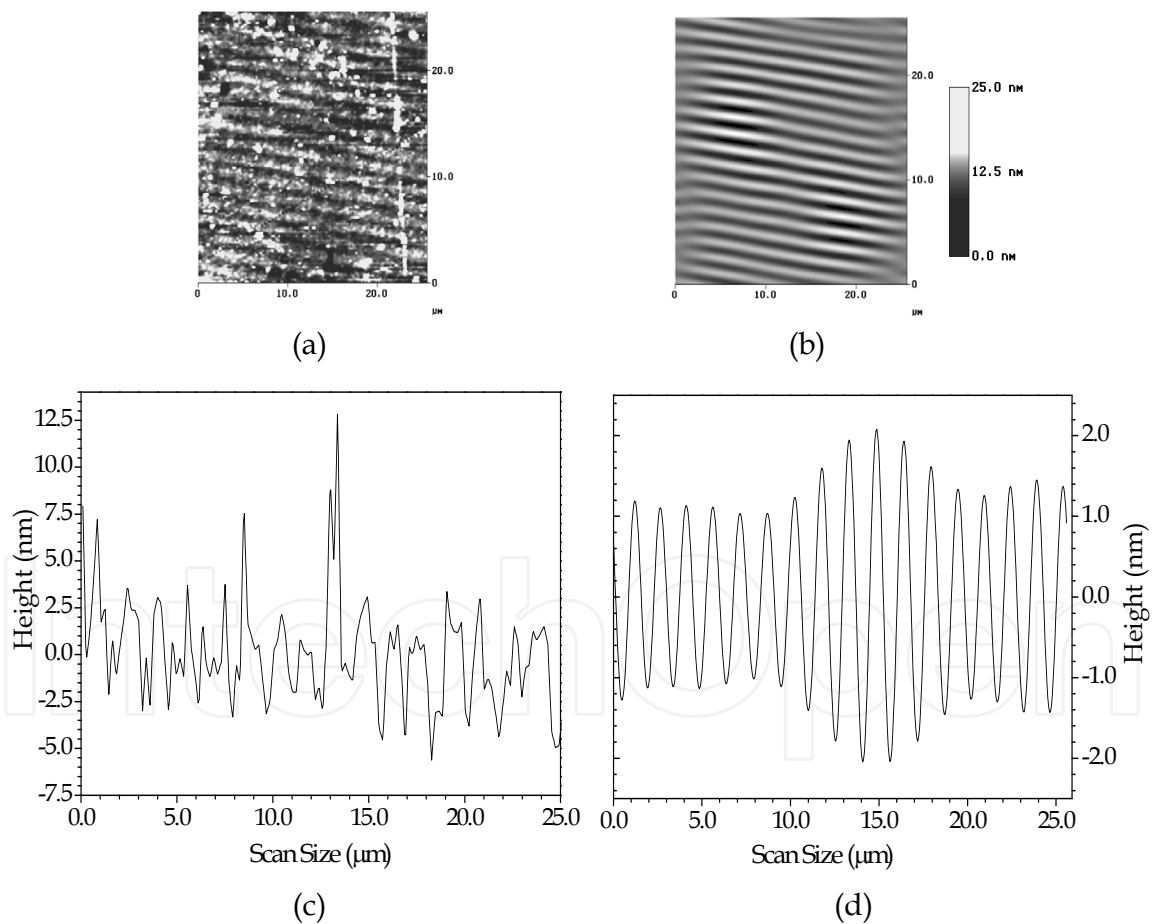 20.0
10.0
0
0 10.0 20.0
µM
(a)
20.0
10.0
0
0 10.0 20.0
µM
25.0 nM
12.5 nM
0.0 nM
(b)
12.5
10.0
7.5
5.0
2.5
0.0
-2.5
-5.0
-7.5
Height (nm)
0.0 5.0 10.0 15.0 20.0 25.0
Scan Size (µm)
(c)
2.0
1.0
0.0
-1.0
-2.0
Height (nm)
0.0 5.0 10.0 15.0 20.0 25.0
Scan Size (µm)
(d)
IntechOpen